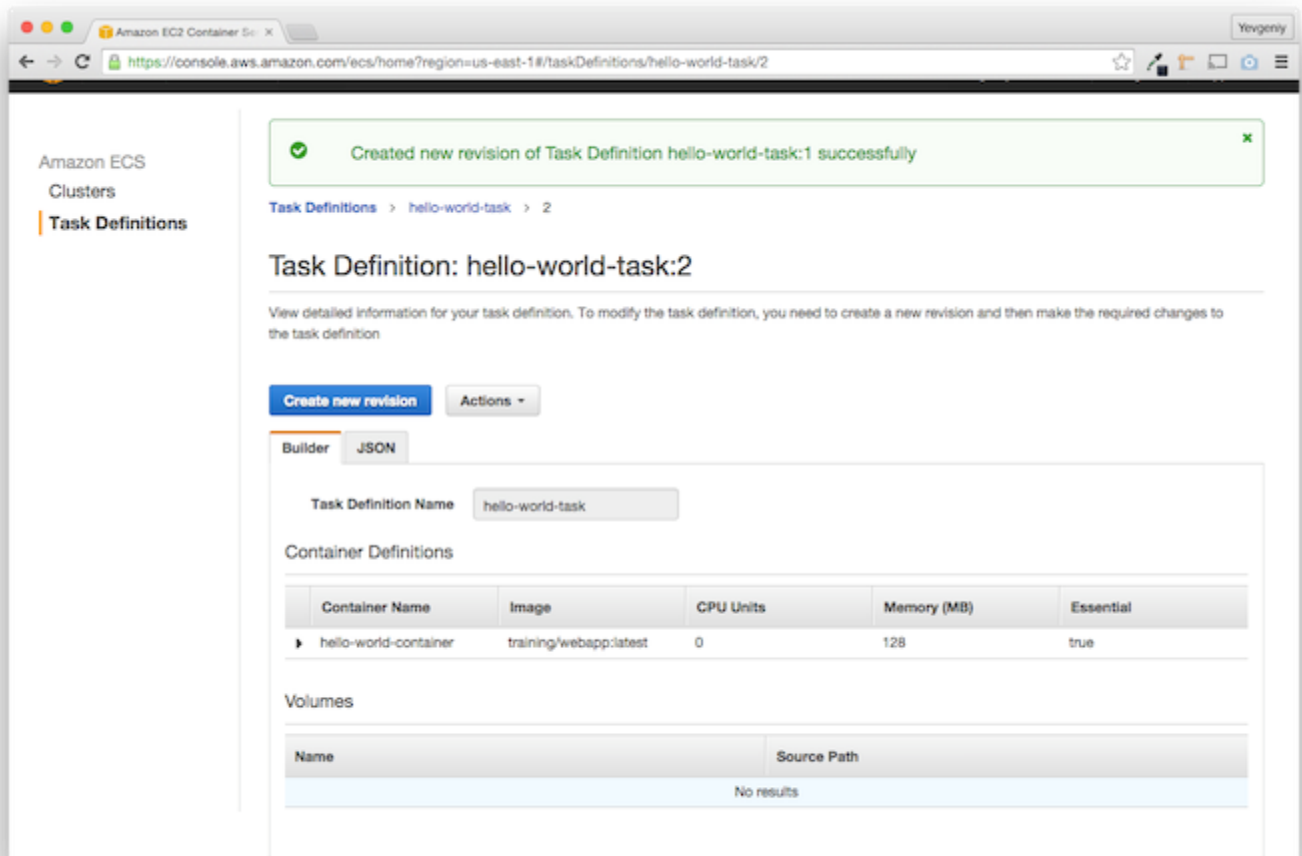 Amazon EC2 Container Se
Yevgeniy
https://console.aws.amazon.com/ecs/home?region=us-east-1#/taskDefinitions/hello-world-task/2
Amazon ECS
Clusters
Task Definitions
Created new revision of Task Definition hello-world-task:1 successfully
Task Definitions > hello-world-task > 2
Task Definition: hello-world-task:2
View detailed information for your task definition. To modify the task definition, you need to create a new revision and then make the required changes to
the task definition
Create new revision Actions
Builder JSON
Task Definition Name hello-world-task
Container Definitions
Container Name Image CPU Units Memory (MB) Essential
hello-world-container training/webapp:latest 0 128 true
Volumes
Name Source Path
No results